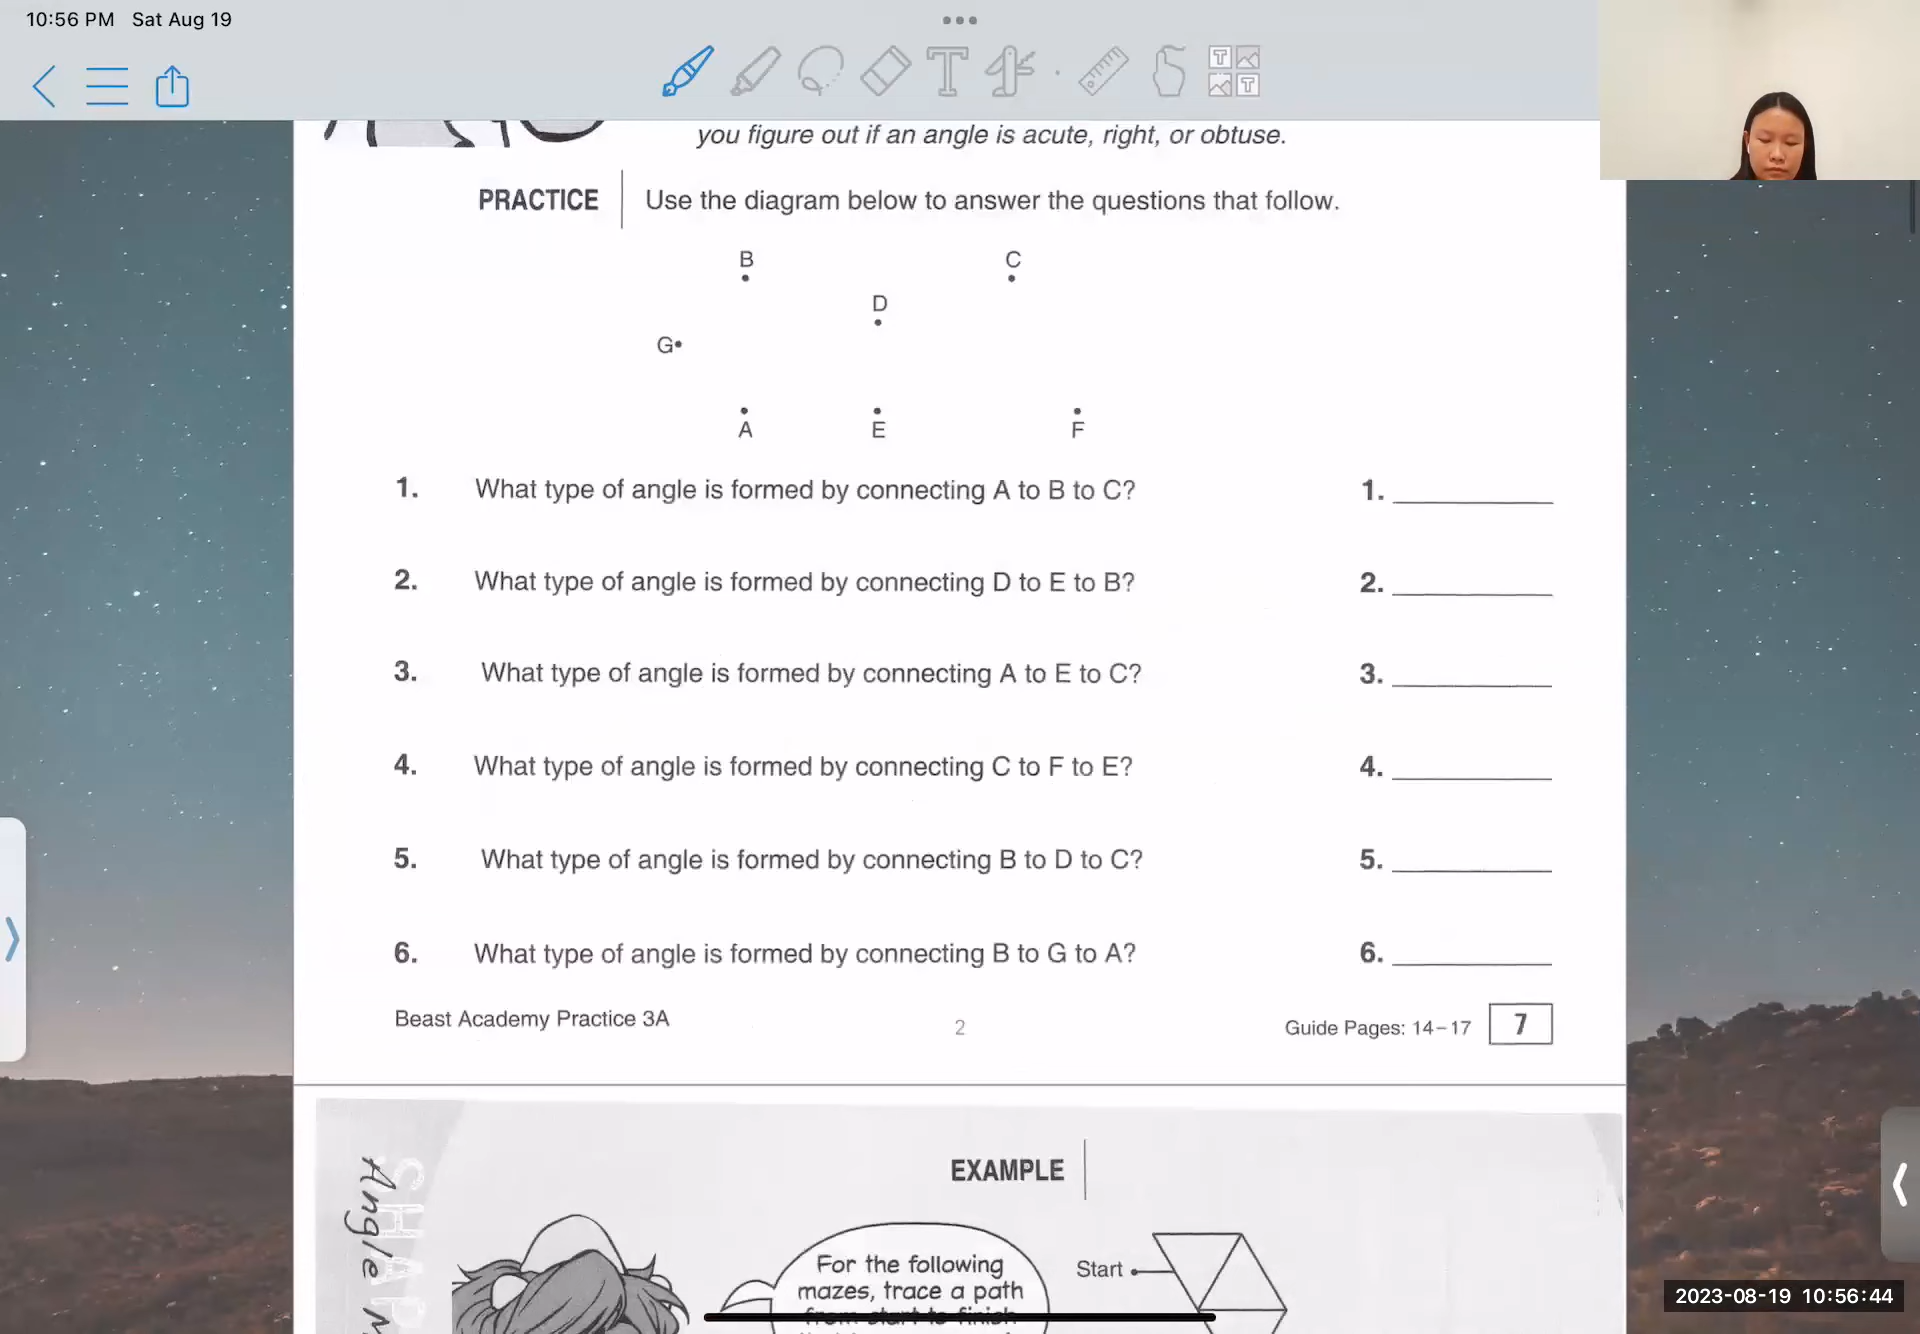 10:56 PM Sat Aug 19
you figure out if an angle is acute, right, or obtuse.
PRACTICE Use the diagram below to answer the questions that follow.
B C
D
G
A E F
1. What type of angle is formed by connecting A to B to C? 1.
2. What type of angle is formed by connecting D to E to B? 2.
3. What type of angle is formed by connecting A to E to C? 3.
4. What type of angle is formed by connecting C to F to E? 4.
5. What type of angle is formed by connecting B to D to C? 5.
6. What type of angle is formed by connecting B to G to A? 6.
Beast Academy Practice 3A 2 Guide Pages: 14-17 7
EXAMPLE
SHAP
Angle M
For the following
mazes, trace a path
from start to finish
Start
2023-08-19 10:56:44